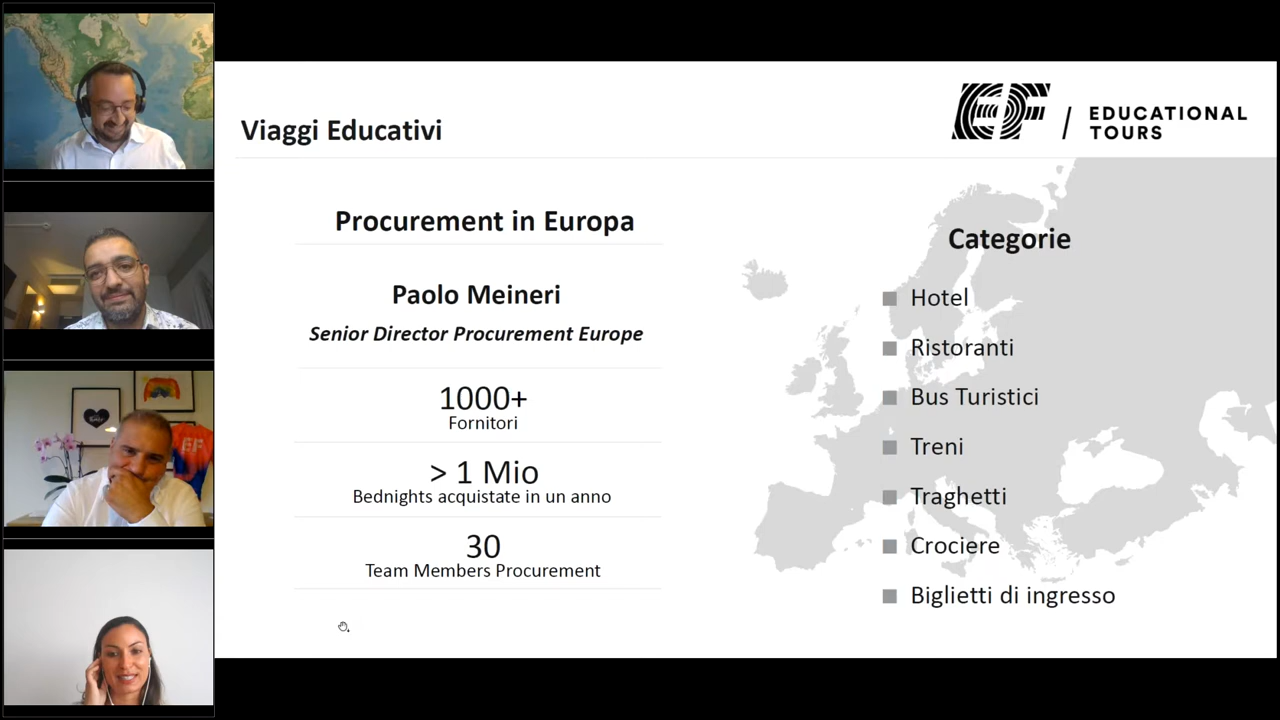 Viaggi Educativi
EF / EDUCATIONAL
TOURS
Procurement in Europa
Paolo Meineri
Senior Director Procurement Europe
1000+
Fornitori
> 1 Mio
Bednights acquistate in un anno
30
Team Members Procurement
Categorie
Hotel
Ristoranti
Bus Turistici
Treni
Traghetti
Crociere
Biglietti di ingresso
EF